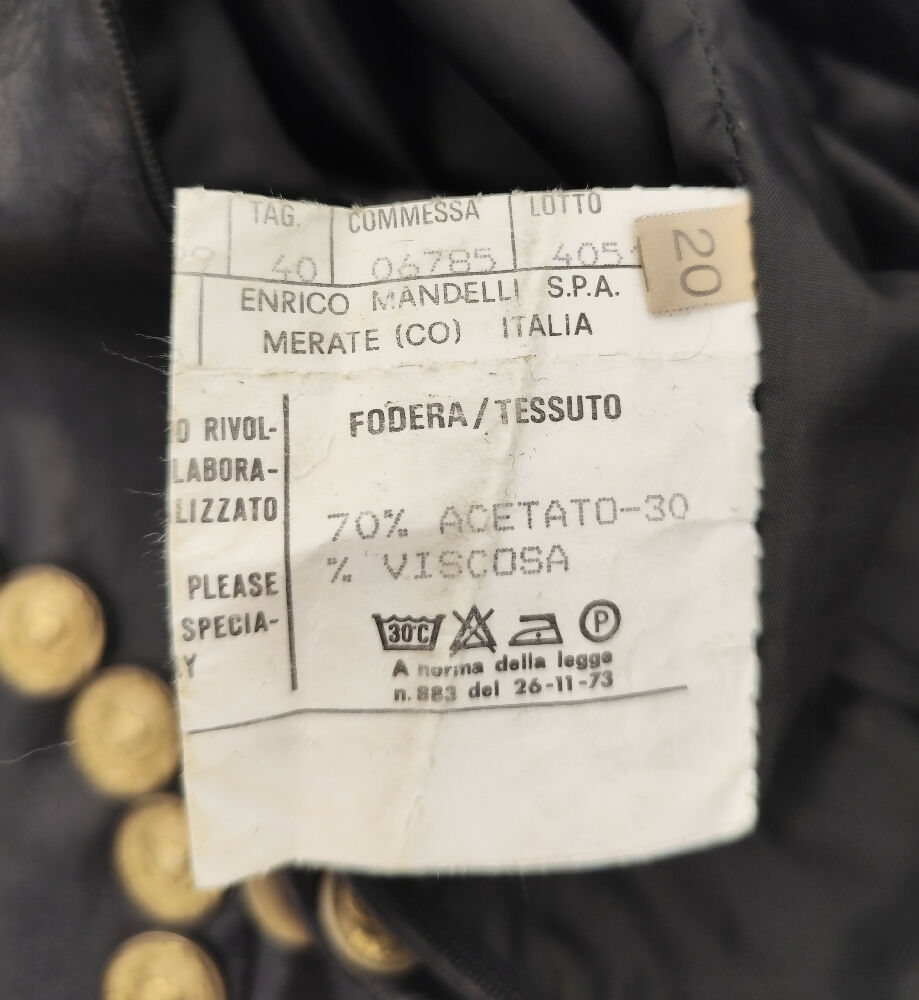 TAG. COMMESSA LOTTO
40 06785 405
20
ENRICO MANDELLI S.P.A.
MERATE (CO) ITALIA
FODERA/TESSUTO
O RIVOL-
LABORA-
LIZZATO
70% ACETATO-30
% VISCOSA
PLEASE
SPECIA-
Y
30°C
P
A norma della legge
n. 883 del 26-11-73